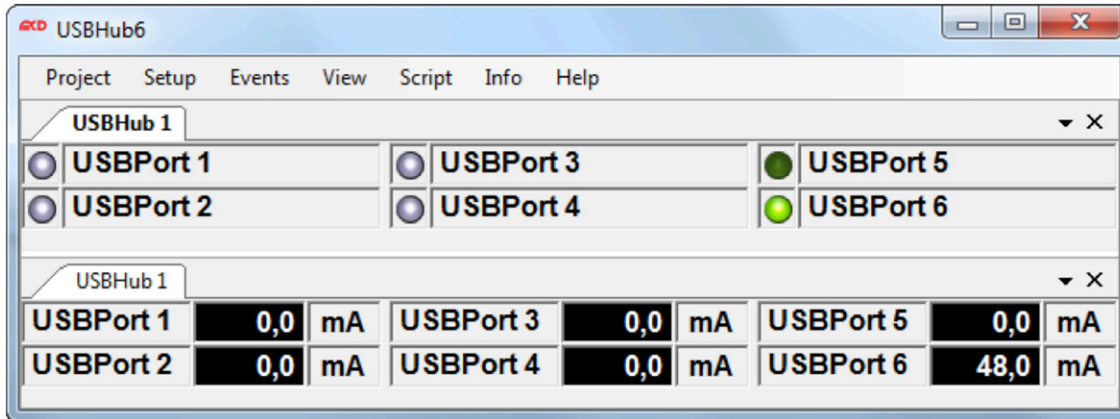 GXD USBHub6
Project Setup Events View Script Info Help
USBHub 1
USBPort 1 USBPort 3 USBPort 5
USBPort 2 USBPort 4 USBPort 6
USBHub 1
USBPort 1 0,0 mA USBPort 3 0,0 mA USBPort 5 0,0 mA
USBPort 2 0,0 mA USBPort 4 0,0 mA USBPort 6 48,0 mA